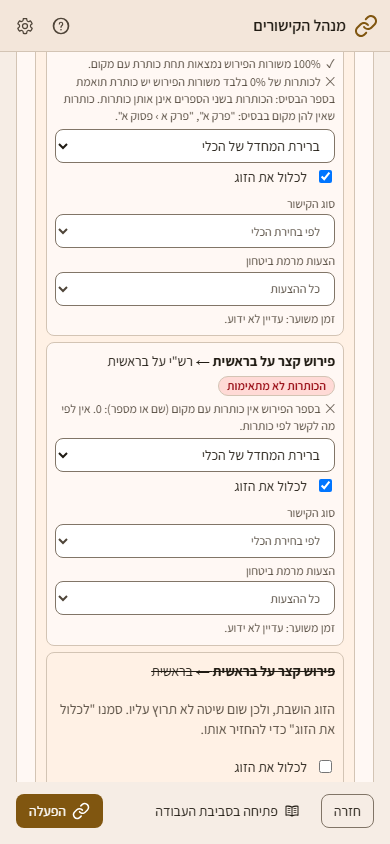 מנהל הקישורים
✓ 100% משורות הפירוש נמצאות תחת כותרת עם מקום.
✕ לכותרות של 0% בלבד משורות הפירוש יש כותרת תואמת
בספר הבסיס: הכותרות בשני הספרים אינן אותן כותרות. כותרות
שאין להן מקום בבסיס: "פרק א", "פרק א › פסוק א".
ברירת המחדל של הכלי
לכלול את הזוג
סוג הקישור
לפי בחירת הכלי
הצעות מרמת ביטחון
כל ההצעות
זמן משוער: עדיין לא ידוע.
פירוש קצר על בראשית ← רש"י על בראשית
הכותרות לא מתאימות
✕ בספר הפירוש אין כותרות עם מקום (שם או מספר): 0. אין לפי
מה לקשר לפי כותרות.
ברירת המחדל של הכלי
לכלול את הזוג
סוג הקישור
לפי בחירת הכלי
הצעות מרמת ביטחון
כל ההצעות
זמן משוער: עדיין לא ידוע.
פירוש קצר על בראשית ← בראשית
הזוג הושבת, ולכן שום שיטה לא תרוץ עליו. סמנו "לכלול
את הזוג" כדי להחזיר אותו.
לכלול את הזוג
חזרה
פתיחה בסביבת העבודה
הפעלה